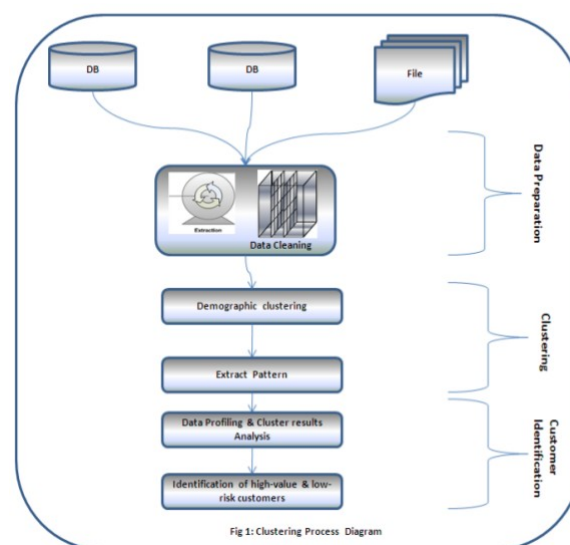 DB
DB
File
Extraction
Data Cleaning
Data Preparation
Demographic clustering
Extract Pattern
Clustering
Data Profiling & Cluster results
Analysis
Identification of high-value & low-
risk customers
Customer
Identification
Fig 1: Clustering Process Diagram